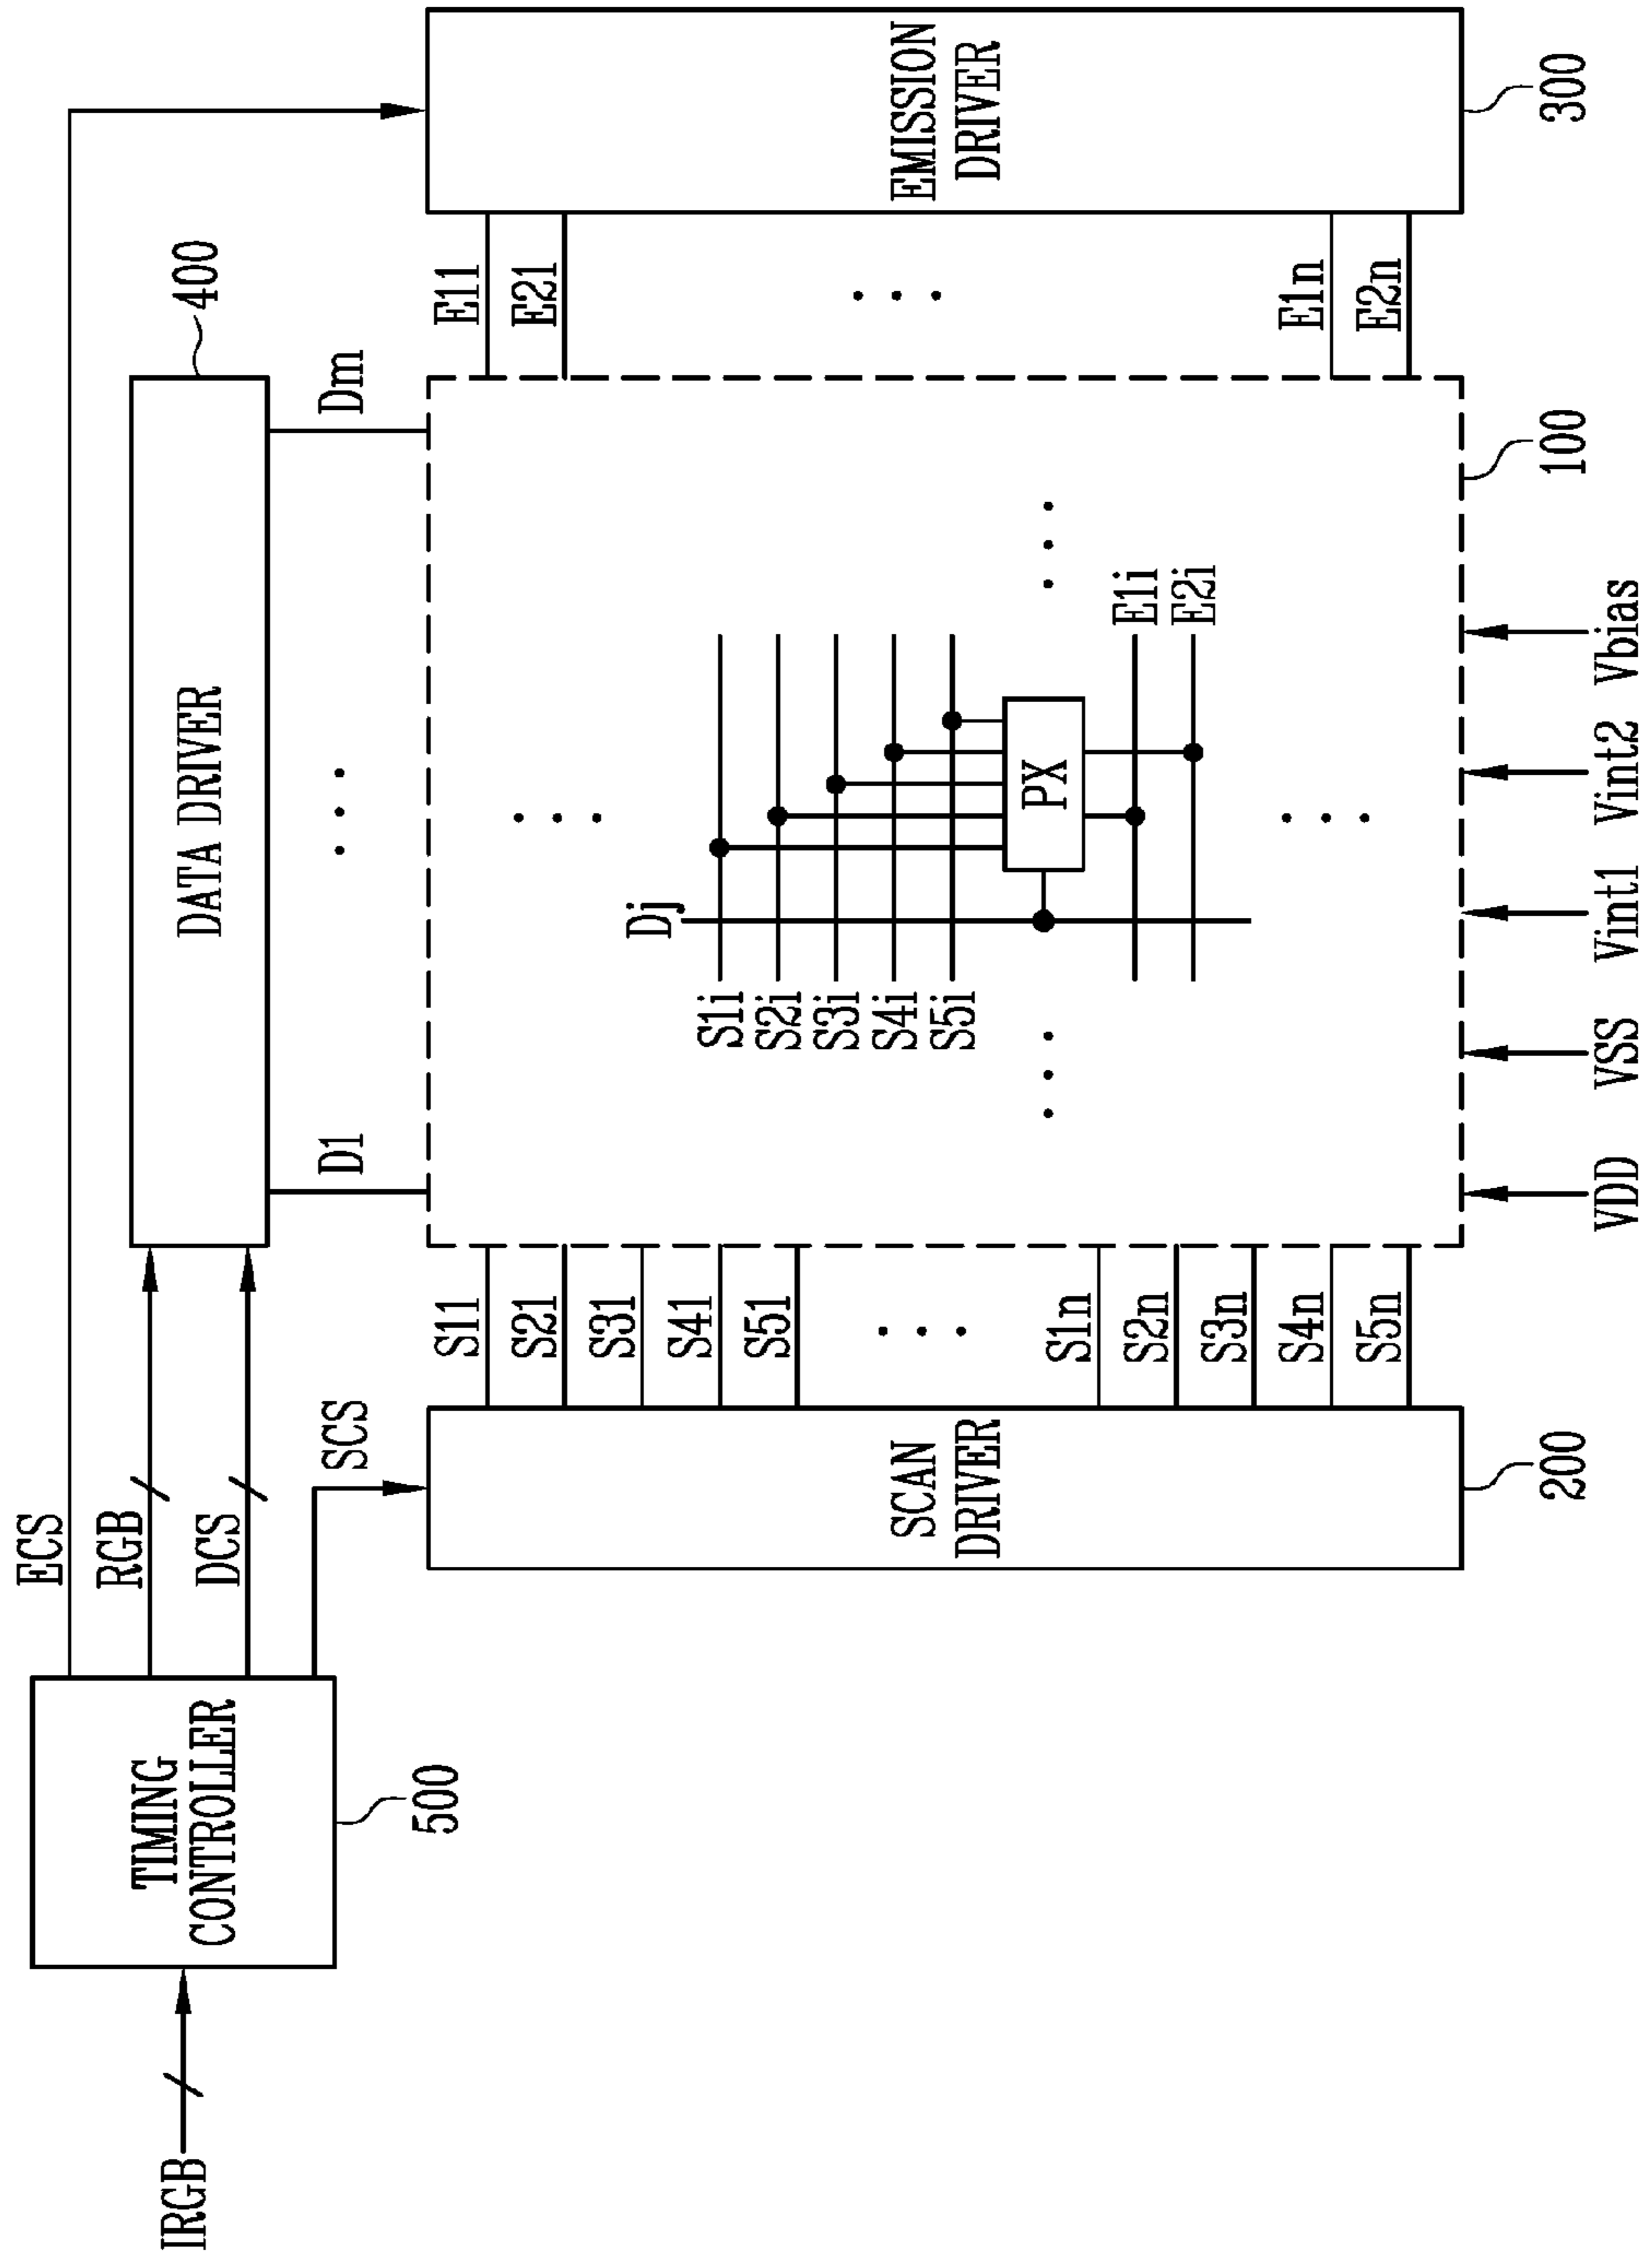 IRGB
TIMING
CONTROLLER
500
ECS
RGB
DCS
SCS
DATA DRIVER
400
D1
Dm
SCAN
DRIVER
200
S11
S21
S31
S41
S51
S1n
S2n
S3n
S4n
S5n
Dj
S1i
S2i
S3i
S4i
S5i
PX
E1i
E2i
100
E11
E21
E1n
E2n
EMISSION
DRIVER
300
VDD
VSS
Vint1
Vint2
Vbias